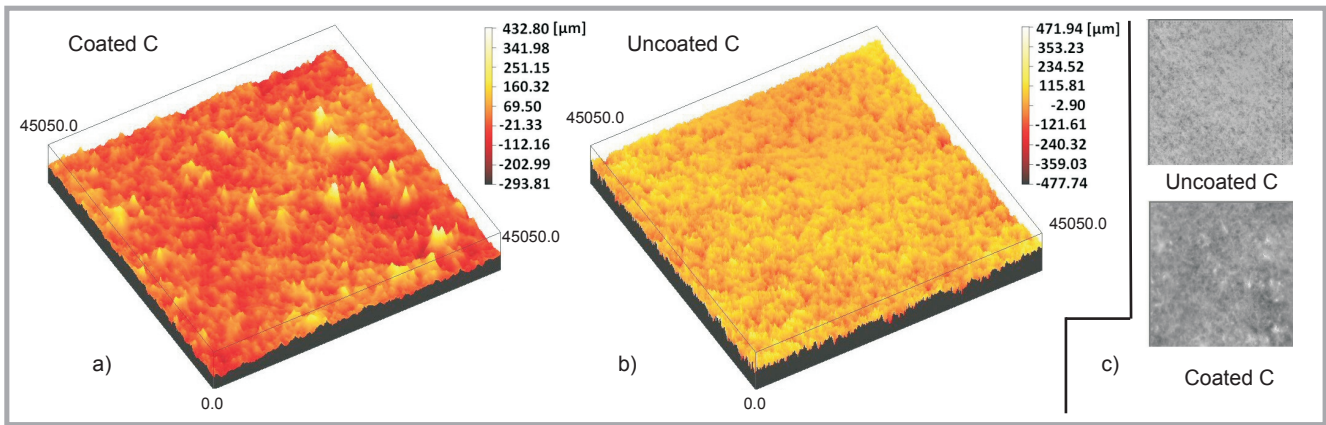 Coated C
432.80 [µm]
341.98
251.15
160.32
69.50
-21.33
-112.16
-202.99
-293.81
45050.0
45050.0
0.0
a)
Uncoated C
471.94 [µm]
353.23
234.52
115.81
-2.90
-121.61
-240.32
-359.03
-477.74
45050.0
45050.0
0.0
b)
Uncoated C
Coated C
c)